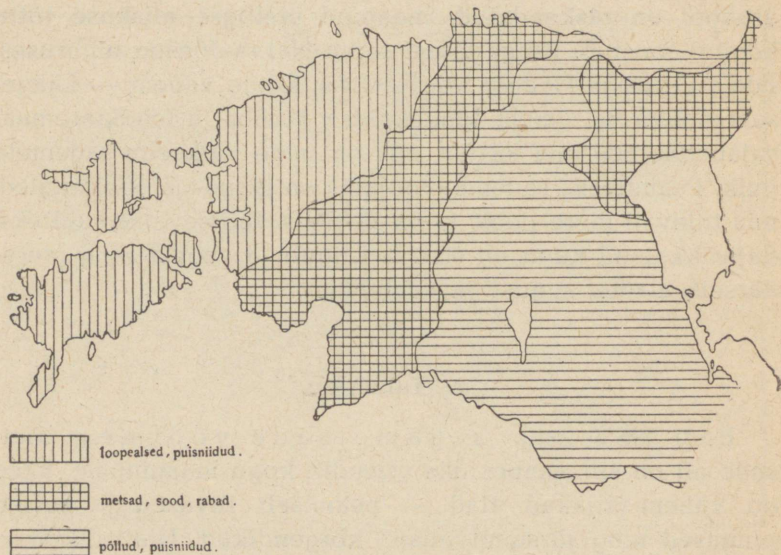 loopealsed, puisniidud.
metsad, sood, rabad.
põllud, puisniidud.